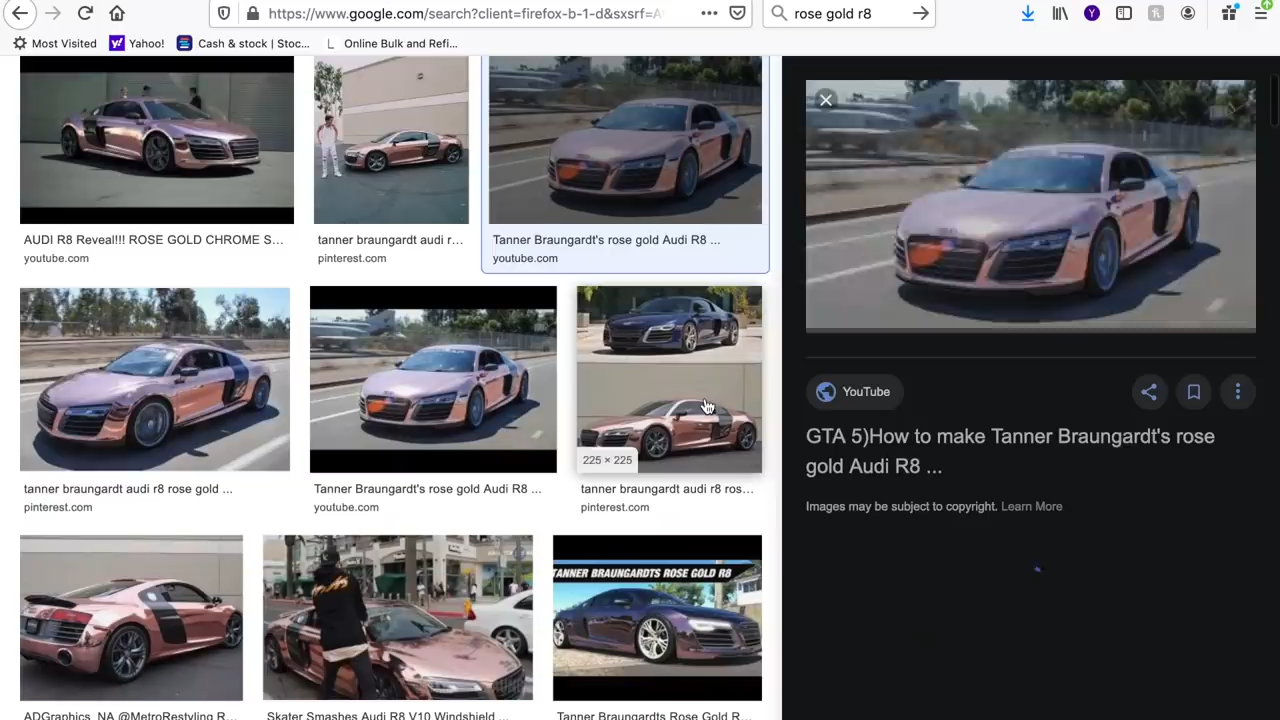 https://www.google.com/search?client=firefox-b-1-d&sxsrf=A
rose gold r8
Most Visited
Yahoo!
Cash & stock | Stoc...
Online Bulk and Refi...
AUDI R8 Reveal!!! ROSE GOLD CHROME S...
youtube.com
tanner braungardt audi r...
pinterest.com
Tanner Braungardt's rose gold Audi R8 ...
youtube.com
225 × 225
tanner braungardt audi r8 rose gold ...
pinterest.com
Tanner Braungardt's rose gold Audi R8 ...
youtube.com
tanner braungardt audi r8 ros...
pinterest.com
TANNER BRAUNGARDTS ROSE GOLD R8
ADGraphics, NA @MetroRestyling R...
Skater Smashes Audi R8 V10 Windshield ...
Tanner Braungardts Rose Gold R...
YouTube
GTA 5)How to make Tanner Braungardt's rose
gold Audi R8 ...
Images may be subject to copyright. Learn More